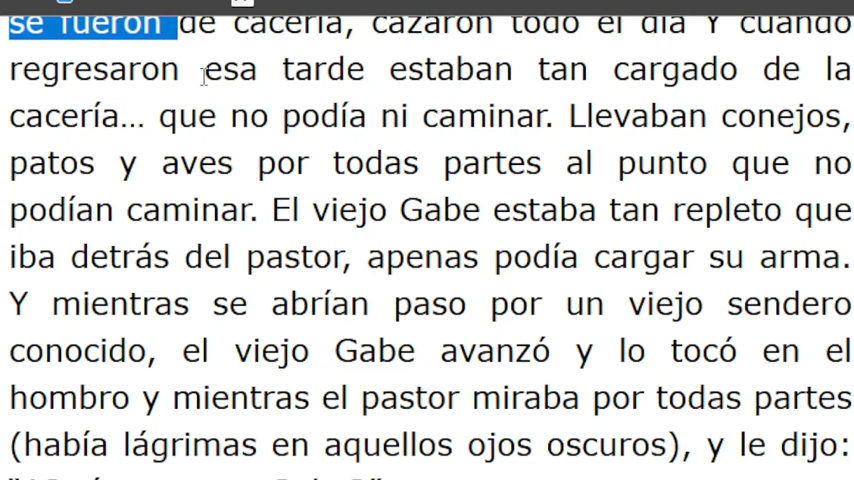 se fueron de cacería, cazaron todo el día Y cuando
regresaron esa tarde estaban tan cargado de la
cacería... que no podía ni caminar. Llevaban conejos,
patos y aves por todas partes al punto que no
podían caminar. El viejo Gabe estaba tan repleto que
iba detrás del pastor, apenas podía cargar su arma.
Y mientras se abrían paso por un viejo sendero
conocido, el viejo Gabe avanzó y lo tocó en el
hombro y mientras el pastor miraba por todas partes
(había lágrimas en aquellos ojos oscuros), y le dijo: